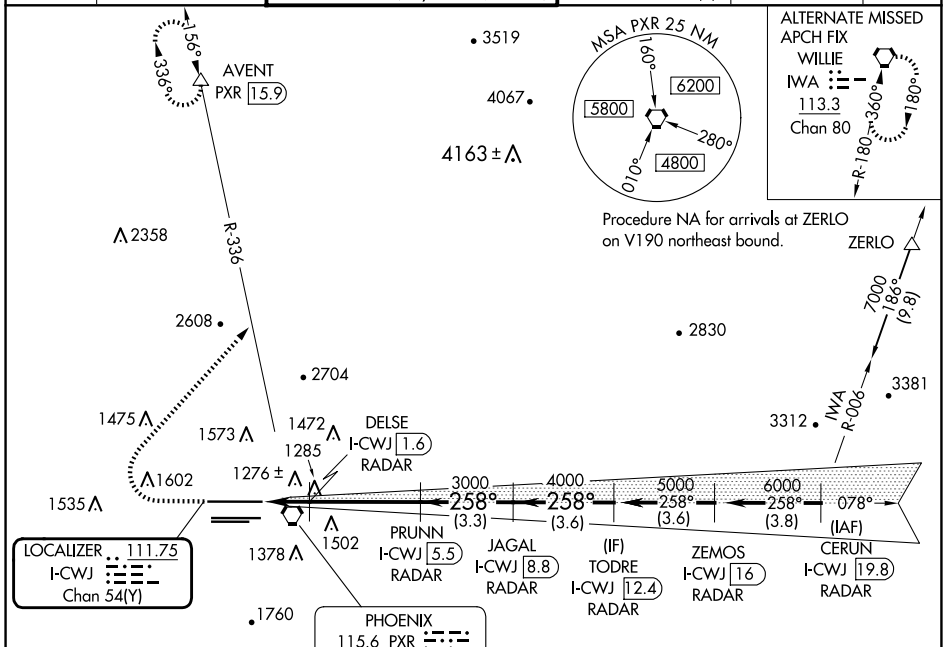 156°
336°
AVENT
PXR 15.9
3519
4067
4163 ±
MSA PXR 25 NM
160°
6200
5800
280°
010°
4800
ALTERNATE MISSED
APCH FIX
WILLIE
IWA
113.3
Chan 80
360°
180°
R-180
Procedure NA for arrivals at ZERLO
on V190 northeast bound.
ZERLO
7000
186°
(9.8)
2358
R-336
2608
2830
2704
3381
3312
IWA
R-006
1475
1573
1472
1285
DELSE
I-CWJ 1.6
RADAR
1276 ±
1602
1535
3000
258°
(3.3)
4000
258°
(3.6)
5000
258°
(3.6)
6000
258°
(3.8)
078°
(IAF)
CERUN
I-CWJ 19.8
RADAR
ZEMOS
I-CWJ 16
RADAR
(IF)
TODRE
I-CWJ 12.4
RADAR
JAGAL
I-CWJ 8.8
RADAR
PRUNN
I-CWJ 5.5
RADAR
1502
1378
LOCALIZER 111.75
I-CWJ
Chan 54(Y)
1760
PHOENIX
115.6 PXR